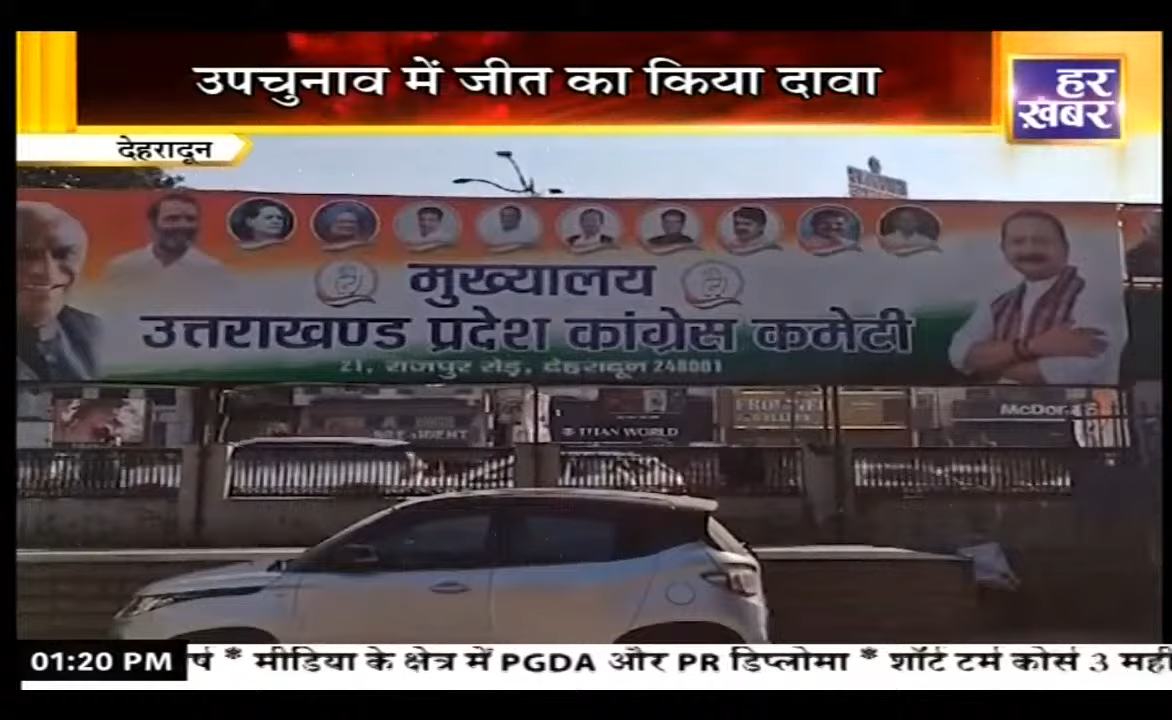 उपचुनाव में जीत का किया दावा
हर
ख़बर
देहरादून
मुख्यालय
उत्तराखण्ड प्रदेश कांग्रेस कमेटी
21, राजपुर रोड़, देहरादून 248001
TITAN WORLD
01:20 PM र्ष * मीडिया के क्षेत्र में PGDA और PR डिप्लोमा * शॉर्ट टर्म कोर्स 3 मही